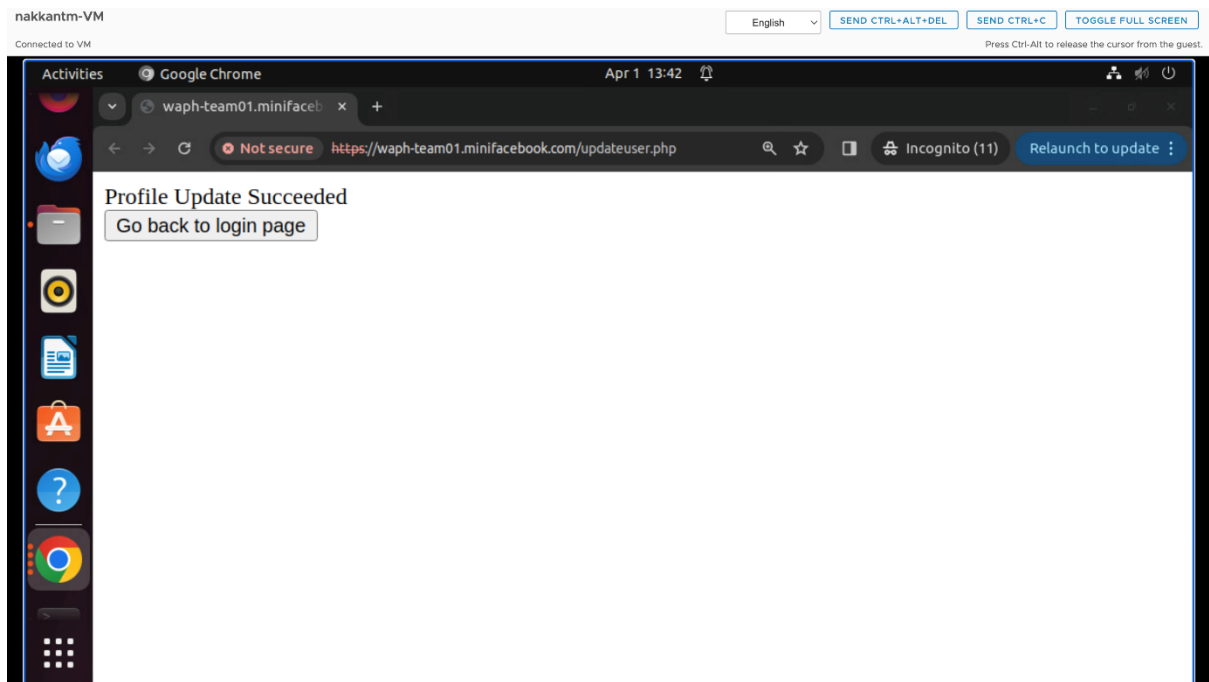 nakkantm-VM
English
SEND CTRL+ALT+DEL
SEND CTRL+C
TOGGLE FULL SCREEN
Connected to VM
Press Ctrl-Alt to release the cursor from the guest.
Activities
Google Chrome
Apr 1 13:42
waph-team01.minifaceb
Not secure
https://waph-team01.minifacebook.com/updateuser.php
Incognito (11)
Relaunch to update
Profile Update Succeeded
Go back to login page